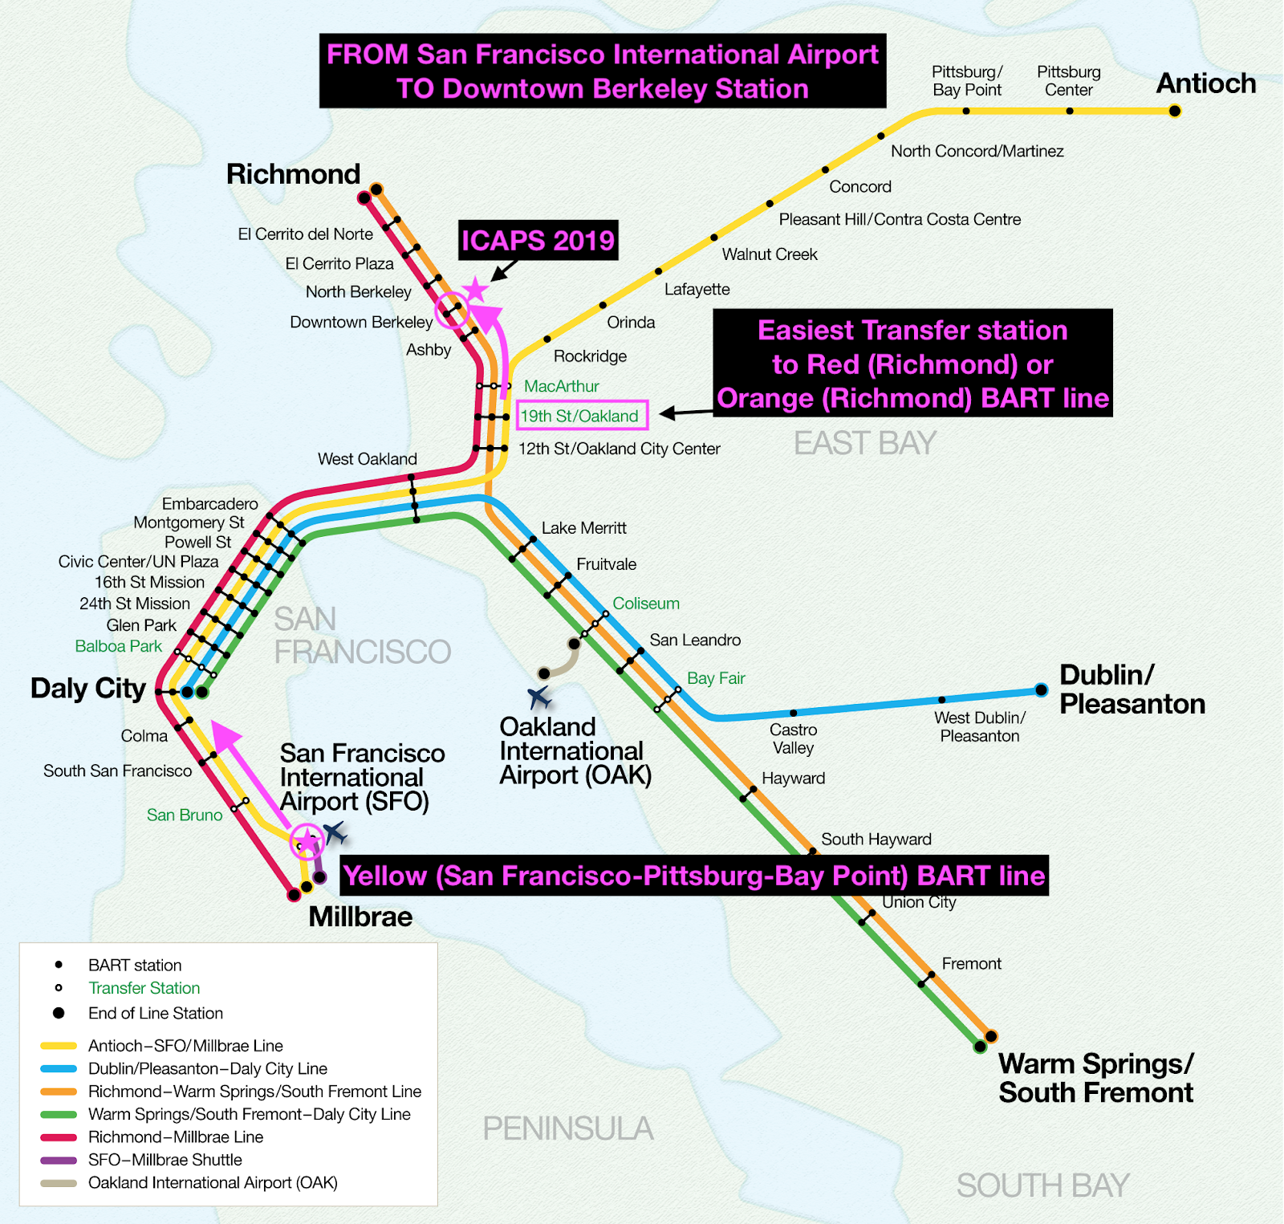 FROM San Francisco International Airport
TO Downtown Berkeley Station
Pittsburg/
Bay Point
Pittsburg
Center
Antioch
North Concord/Martinez
Concord
Pleasant Hill/Contra Costa Centre
Walnut Creek
Lafayette
Orinda
Rockridge
Richmond
El Cerrito del Norte
El Cerrito Plaza
North Berkeley
Downtown Berkeley
Ashby
ICAPS 2019
Easiest Transfer station
to Red (Richmond) or
Orange (Richmond) BART line
MacArthur
19th St/Oakland
12th St/Oakland City Center
EAST BAY
West Oakland
Embarcadero
Montgomery St
Powell St
Civic Center/UN Plaza
16th St Mission
24th St Mission
Glen Park
Balboa Park
Daly City
SAN
FRANCISCO
Lake Merritt
Fruitvale
Coliseum
San Leandro
Bay Fair
Dublin/
Pleasanton
West Dublin/
Pleasanton
Castro
Valley
Oakland
International
Airport (OAK)
Colma
South San Francisco
San Bruno
San Francisco
International
Airport (SFO)
Hayward
South Hayward
Yellow (San Francisco-Pittsburg-Bay Point) BART line
Union City
Millbrae
Fremont
Warm Springs/
South Fremont
BART station
Transfer Station
End of Line Station
Antioch–SFO/Millbrae Line
Dublin/Pleasanton–Daly City Line
Richmond–Warm Springs/South Fremont Line
Warm Springs/South Fremont–Daly City Line
Richmond–Millbrae Line
SFO–Millbrae Shuttle
Oakland International Airport (OAK)
PENINSULA
SOUTH BAY